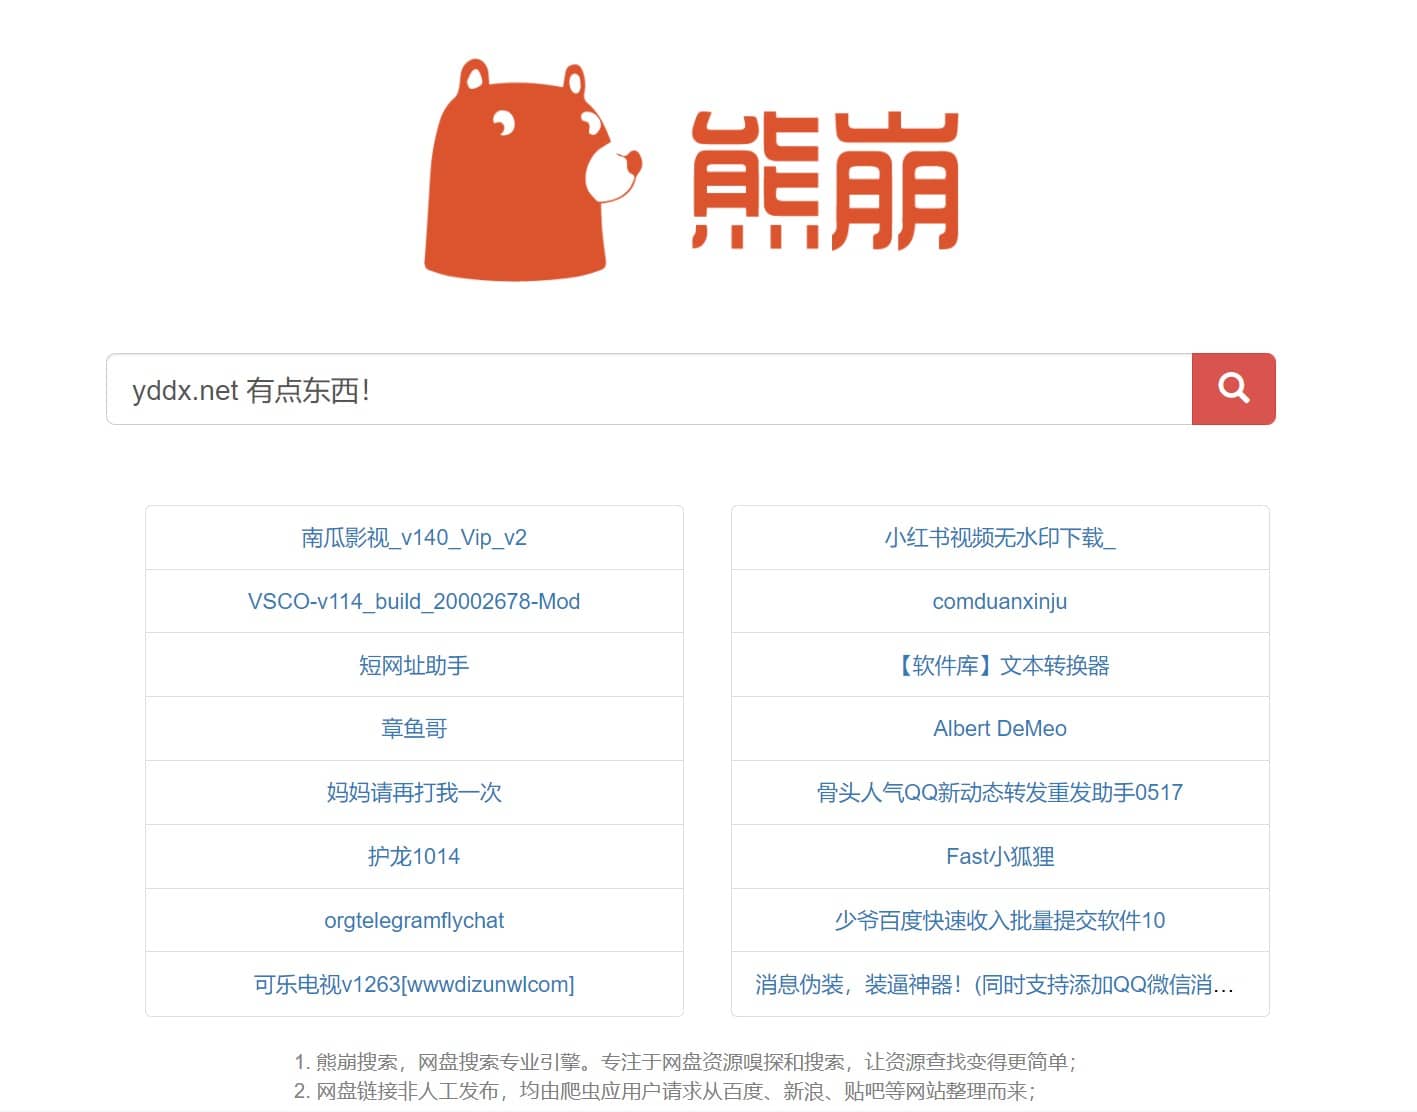 熊崩
yddx.net 有点东西！
南瓜影视_v140_Vip_v2
小红书视频无水印下载_
VSCO-v114_build_20002678-Mod
comduanxinju
短网址助手
【软件库】文本转换器
章鱼哥
Albert DeMeo
妈妈请再打我一次
骨头人气QQ新动态转发重发助手0517
护龙1014
Fast小狐狸
orgtelegramflychat
少爷百度快速收入批量提交软件10
可乐电视v1263[wwwdizunwlcom]
消息伪装，装逼神器！(同时支持添加QQ微信消...
1. 熊崩搜索，网盘搜索专业引擎。专注于网盘资源嗅探和搜索，让资源查找变得更简单；
2. 网盘链接非人工发布，均由爬虫应用户请求从百度、新浪、贴吧等网站整理而来；